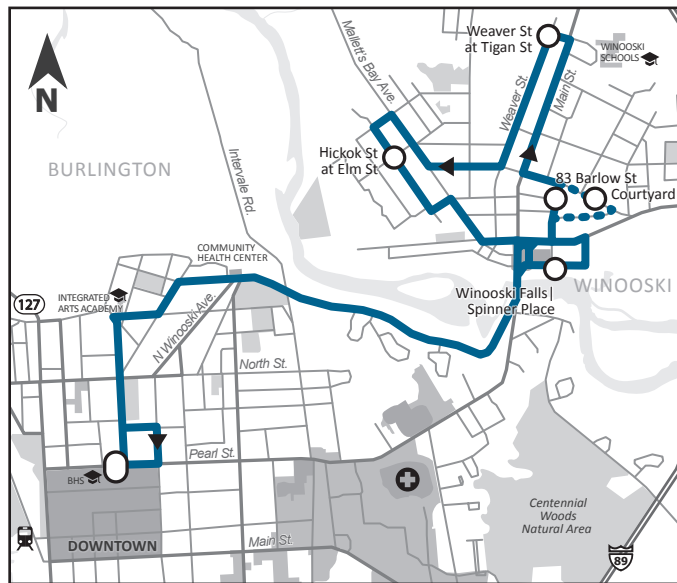 Weaver St
at Tigan St
WINOOSKI
SCHOOLS
Mallett's Bay Ave.
Weaver St.
Main St.
N
BURLINGTON
Hickok St
at Elm St
Intervale Rd.
83 Barlow St
Courtyard
COMMUNITY
HEALTH CENTER
WINOOSKI
Winooski Falls|
Spinner Place
127
INTEGRATED
ARTS ACADEMY
N Winooski Ave.
North St.
Pearl St.
BHS
Centennial
Woods
Natural Area
DOWNTOWN
Main St.
89